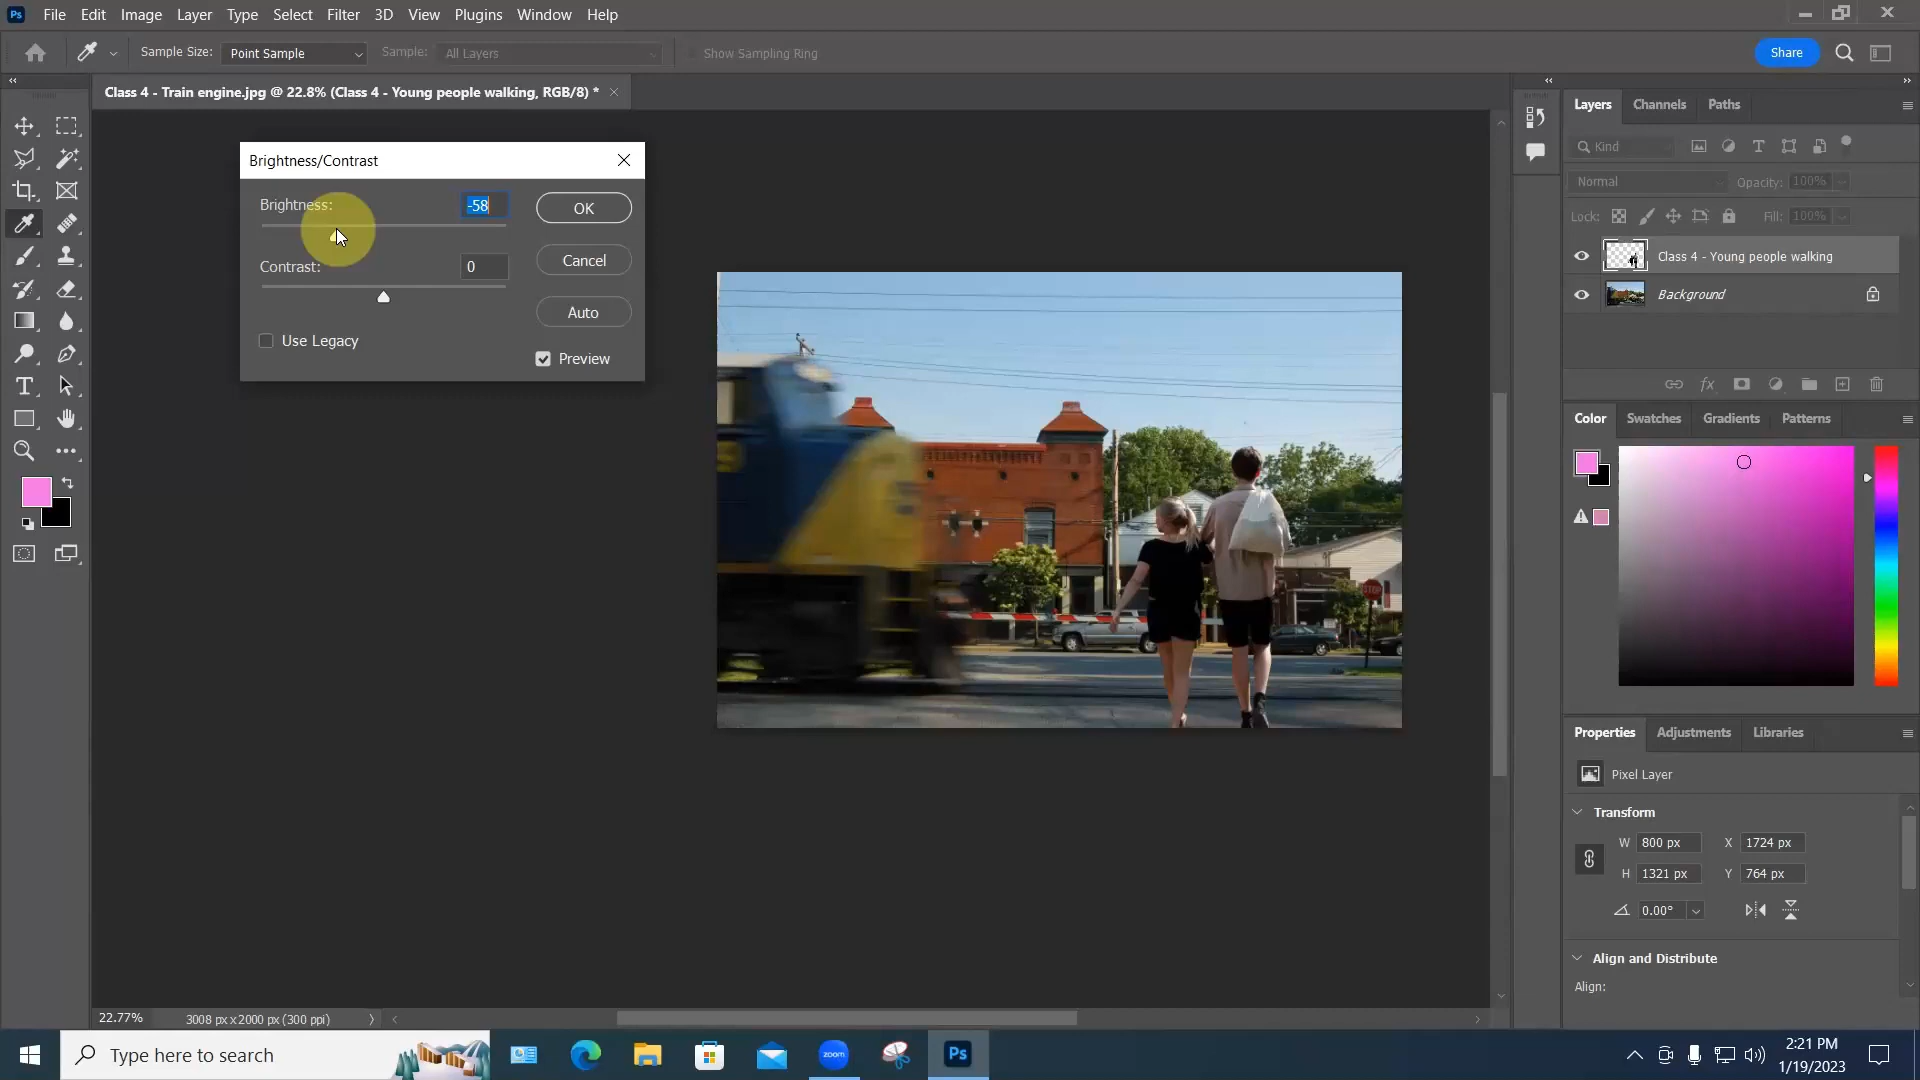 Ps File Edit Image Layer Type Select Filter 3D View Plugins Window Help
Sample Size: Point Sample Sample: All Layers Show Sampling Ring Share
Class 4 - Train engine.jpg @ 22.8% (Class 4 - Young people walking, RGB/8) *
Brightness/Contrast
Brightness: -58 OK
Contrast: 0 Cancel
Auto
Use Legacy
Preview
STOP
Layers Channels Paths
Kind
Normal Opacity: 100%
Lock: Fill: 100%
Class 4 - Young people walking
Background
fx
Color Swatches Gradients Patterns
Properties Adjustments Libraries
Pixel Layer
Transform
W 800 px X 1724 px
H 1321 px Y 764 px
0.00°
Align and Distribute
Align:
22.77% 3008 px x 2000 px (300 ppi)
Type here to search
zoom
Ps
2:21 PM
1/19/2023